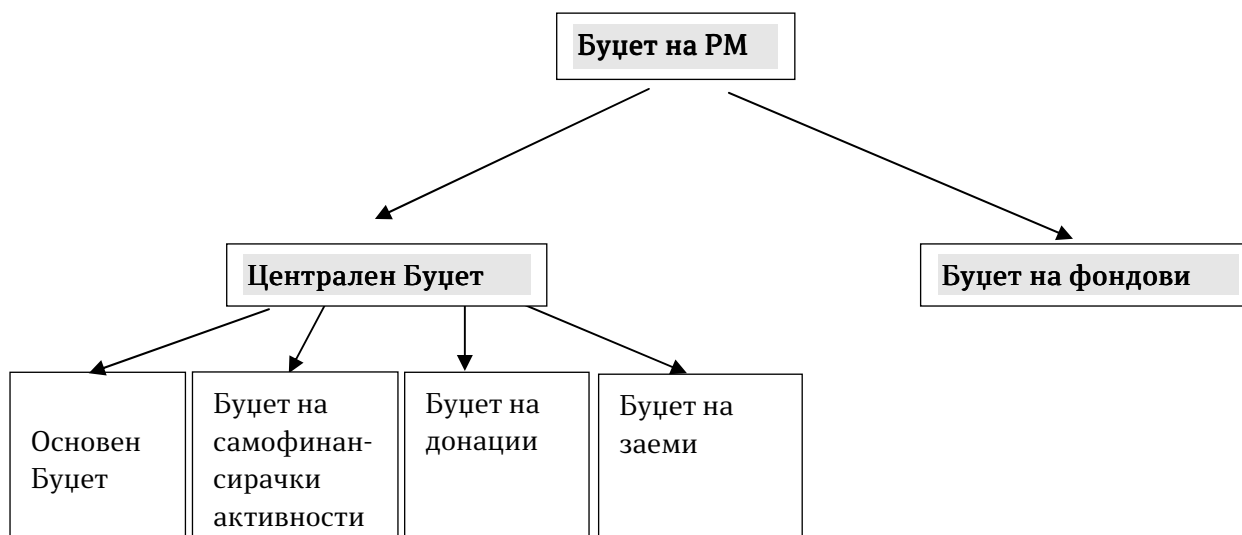 Буџет на РМ
Централен Буџет
Буџет на фондови
Основен
Буџет
Буџет на
самофинан-
сирачки
активности
Буџет на
донации
Буџет на
заеми